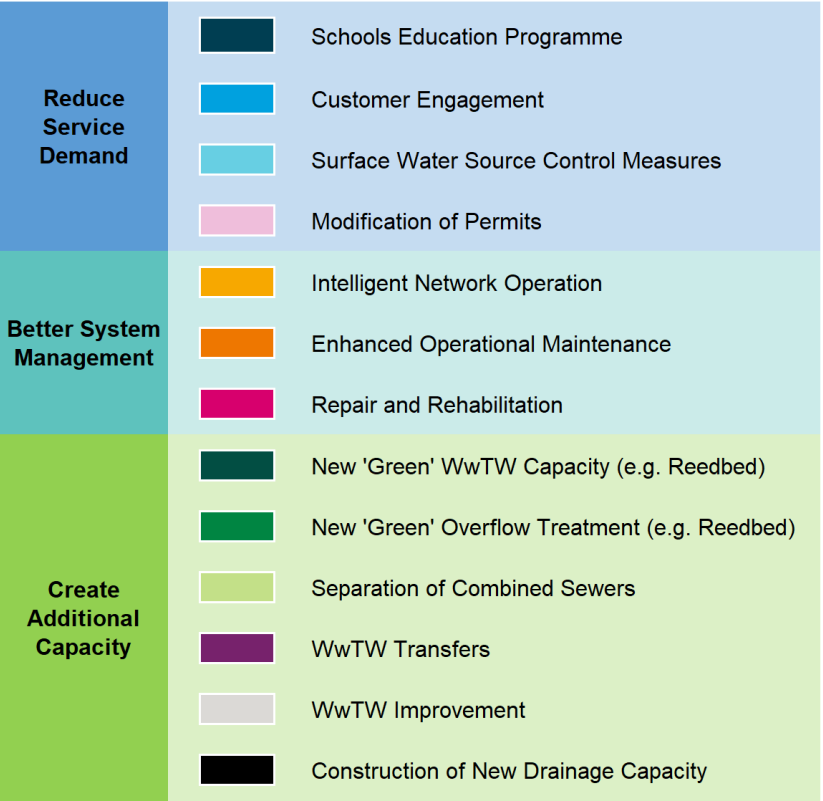 Reduce
Service
Demand
Schools Education Programme
Customer Engagement
Surface Water Source Control Measures
Modification of Permits
Better System
Management
Intelligent Network Operation
Enhanced Operational Maintenance
Repair and Rehabilitation
Create
Additional
Capacity
New 'Green' WwTW Capacity (e.g. Reedbed)
New 'Green' Overflow Treatment (e.g. Reedbed)
Separation of Combined Sewers
WwTW Transfers
WwTW Improvement
Construction of New Drainage Capacity